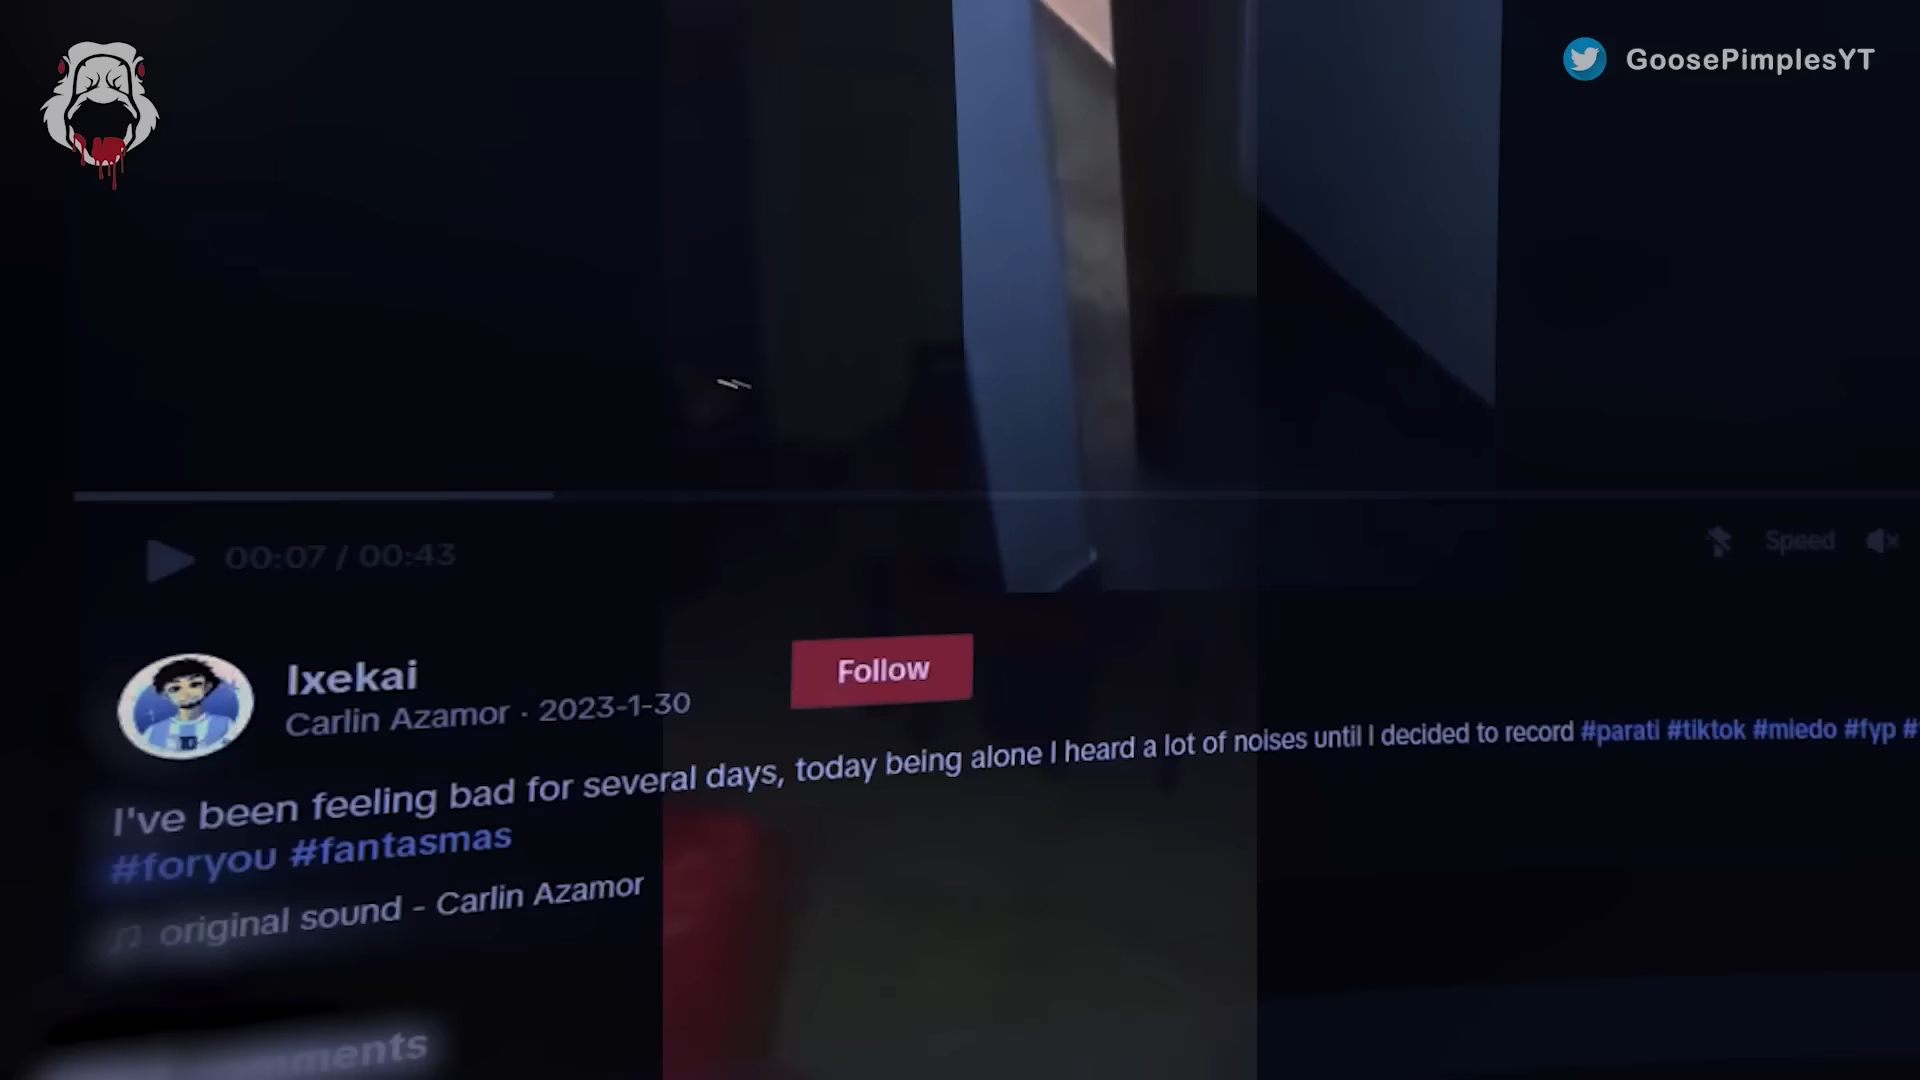 GoosePimplesYT
00:07 / 00:43
Speed
Ixekai
Carlin Azamor · 2023-1-30
Follow
I've been feeling bad for several days, today being alone I heard a lot of noises until I decided to record #parati #tiktok #miedo #fyp #
#foryou #fantasmas
original sound - Carlin Azamor